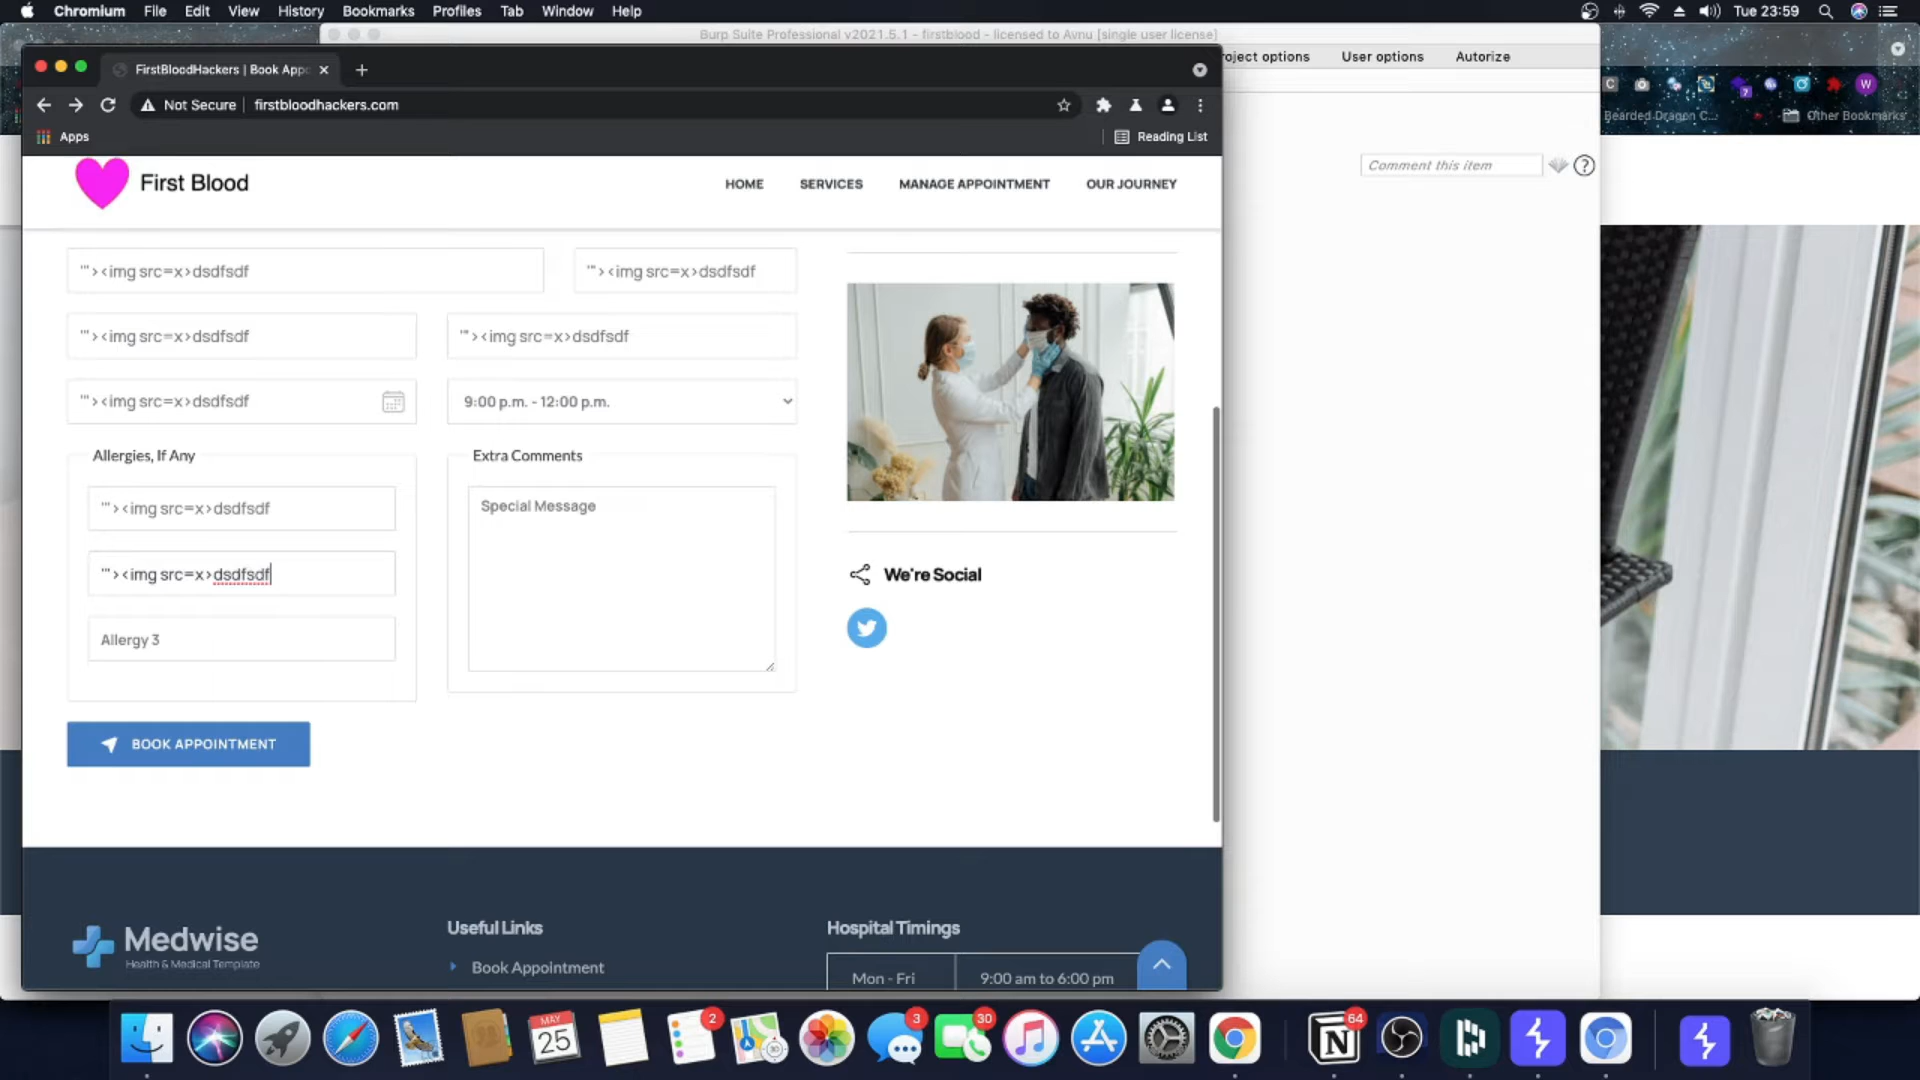 Chromium File Edit View History Bookmarks Profiles Tab Window Help Tue 23:59
Burp Suite Professional v2021.5.1 - firstblood - licensed to Avnu [single user license]
FirstBloodHackers | Book Appo
oject options User options Autorize
Not Secure firstbloodhackers.com
Bearded Dragon C... Other Bookmarks
Apps Reading List
Comment this item
First Blood HOME SERVICES MANAGE APPOINTMENT OUR JOURNEY
'"><img src=x>dsdfsdf '"><img src=x>dsdfsdf
'"><img src=x>dsdfsdf '"><img src=x>dsdfsdf
'"><img src=x>dsdfsdf 9:00 p.m. - 12:00 p.m.
Allergies, If Any Extra Comments
'"><img src=x>dsdfsdf Special Message
'"><img src=x>dsdfsdf We're Social
Allergy 3
BOOK APPOINTMENT
Medwise Useful Links Hospital Timings
Health & Medical Template Book Appointment Mon - Fri 9:00 am to 6:00 pm
MAY 25 2 3 30 64